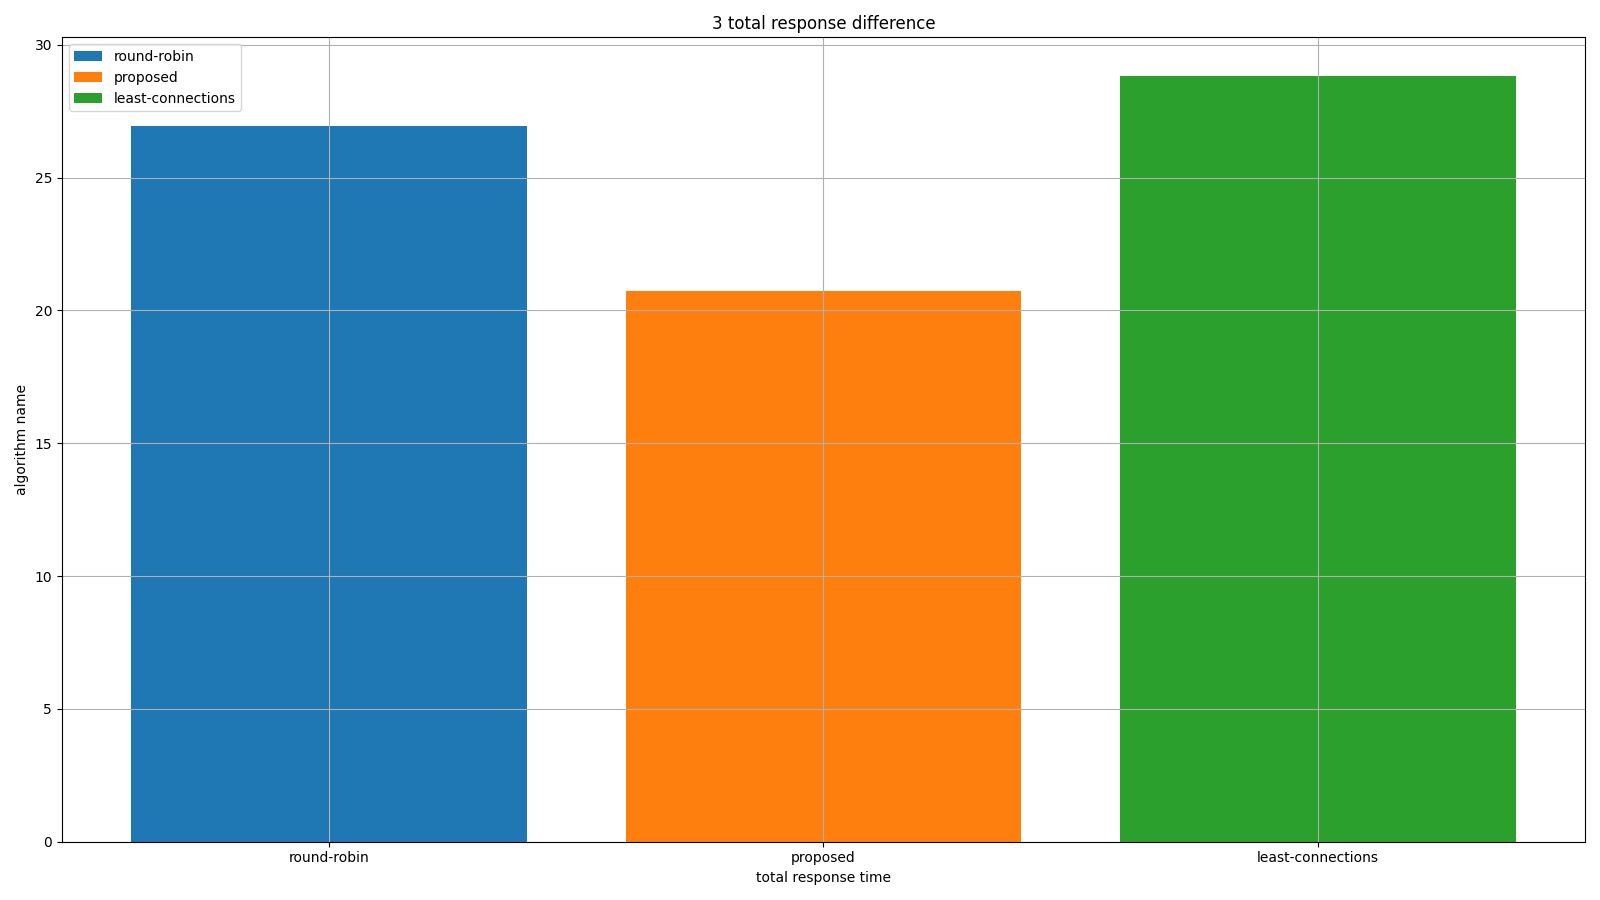 3 total response difference
round-robin
proposed
least-connections
30
25
20
15
10
5
0
algorithm name
round-robin
proposed
least-connections
total response time